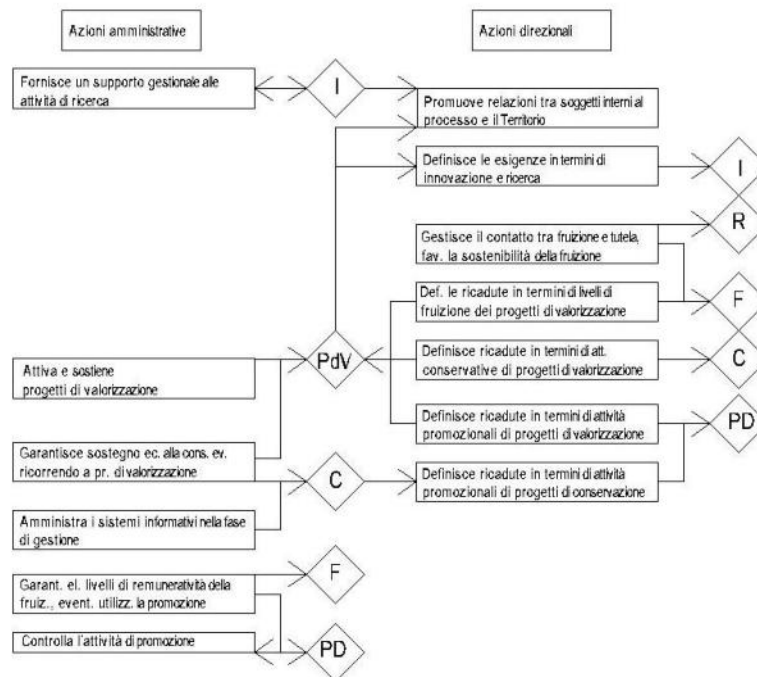 Azioni amministrative
Azioni direzionali
Fornisce un supporto gestionale alle
attività di ricerca
I
Promuove relazioni tra soggetti interni al
processo e il Territorio
Definisce le esigenze in termini di
innovazione e ricerca
I
R
Gestisce il contatto tra fruizione e tutela,
fav. la sostenibilità della fruizione
Def. le ricadute in termini di livelli di
fruizione dei progetti di valorizzazione
F
PdV
Attiva e sostiene
progetti di valorizzazione
Definisce ricadute in termini di att.
conservative di progetti di valorizzazione
C
Definisce ricadute in termini di attività
promozionali di progetti di valorizzazione
PD
Garantisce sostegno ec. alla cons. ev.
ricorrendo a pr. di valorizzazione
C
Definisce ricadute in termini di attività
promozionali di progetti di conservazione
Amministra i sistemi informativi nella fase
di gestione
F
Garant. el. livelli di remuneratività della
fruiz., event. utilizz. la promozione
Controlla l'attività di promozione
PD